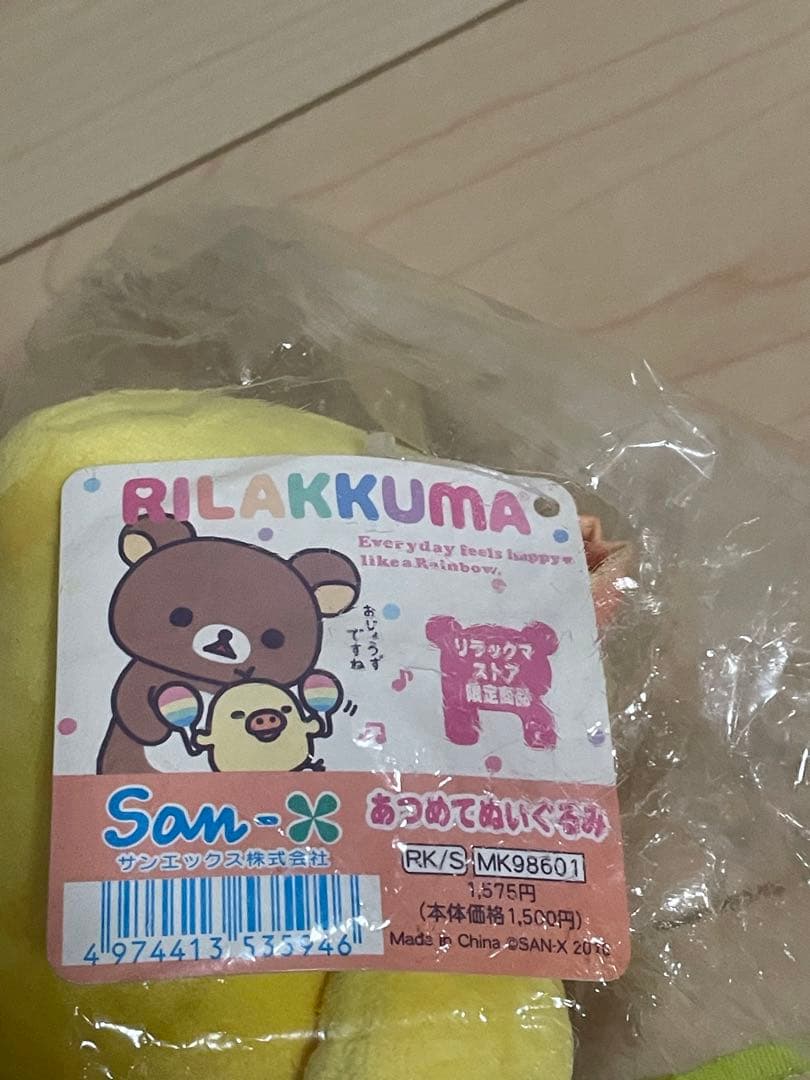 RILAKKUMA
Everyday feels happy
like a Rainbow.
おじょうず
ですね
リラックマ
ストア
限定商品
San-X
サンエックス株式会社
あつめてぬいぐるみ
RK/S MK98601
1,575円
(本体価格1,500円)
4 974413 535946
Made in China ©SAN-X 2010